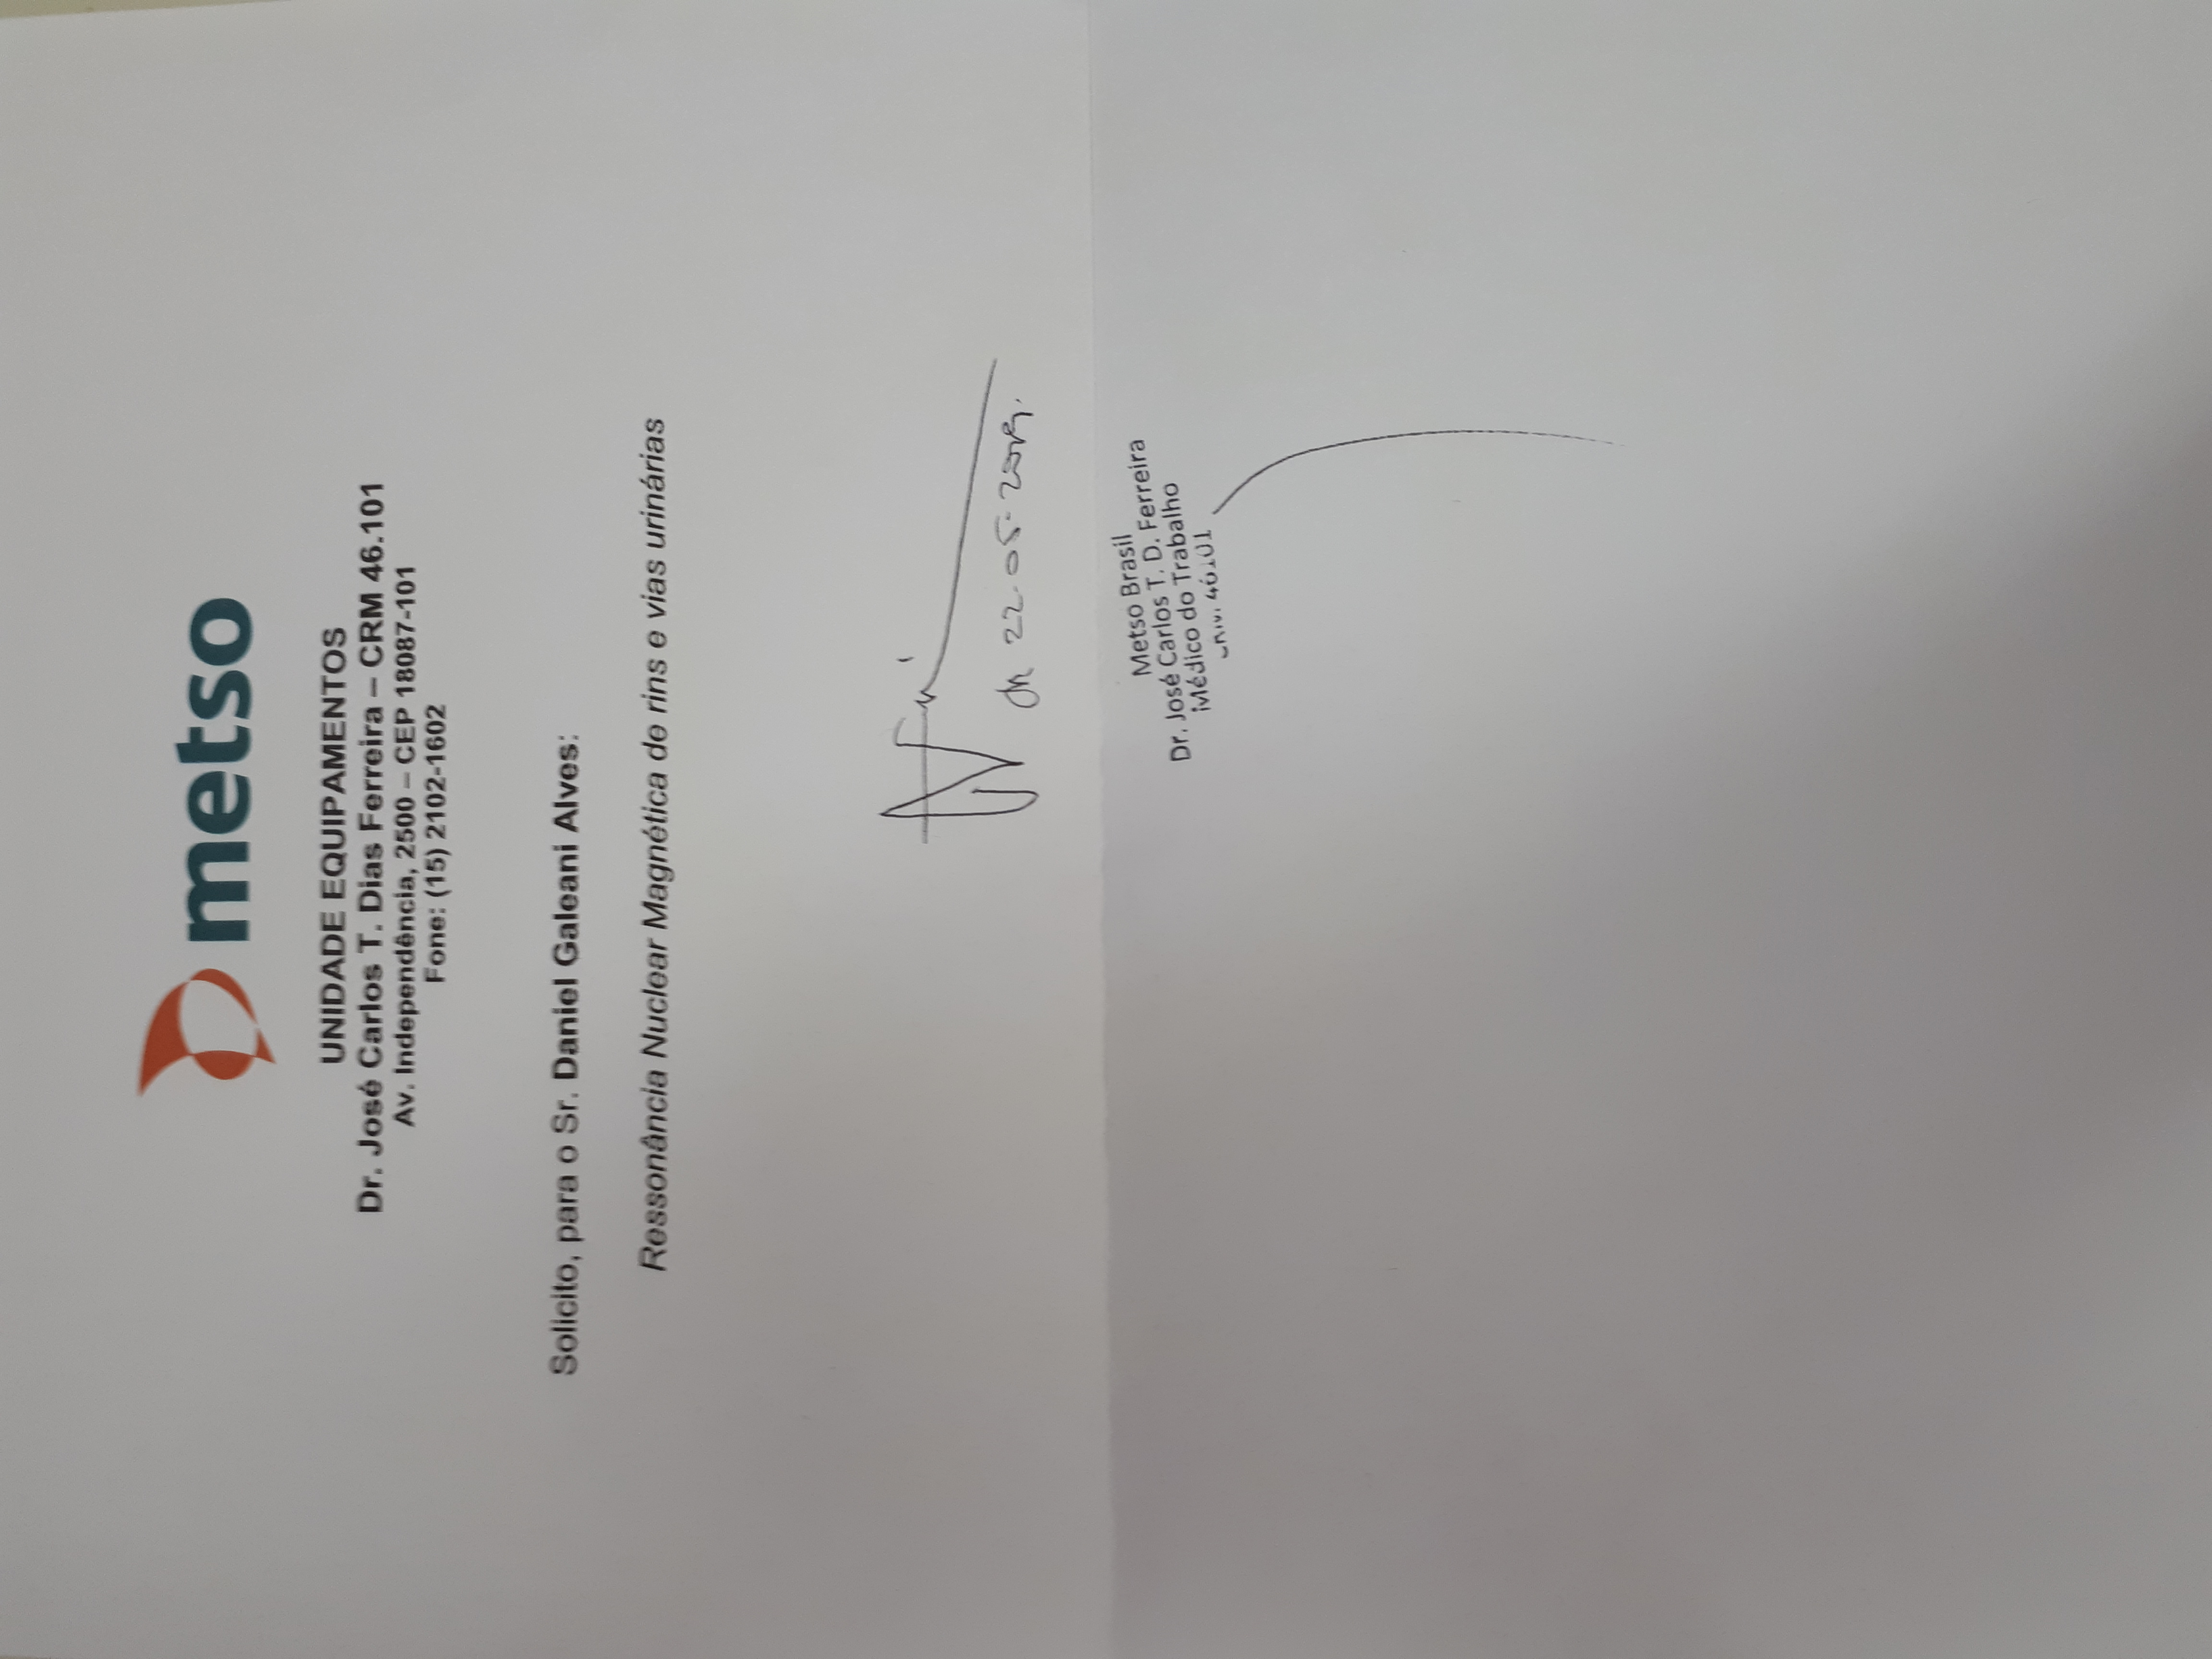 metso
UNIDADE EQUIPAMENTOS
Dr. José Carlos T. Dias Ferreira – CRM 46.101
Av. Independência, 2500 – CEP 18087-101
Fone: (15) 2102-1602
Solicito, para o Sr. Daniel Galeani Alves:
Ressonância Nuclear Magnética de rins e vias urinárias
22.05.2019.
Metso Brasil
Dr. José Carlos T. D. Ferreira
Médico do Trabalho
46101